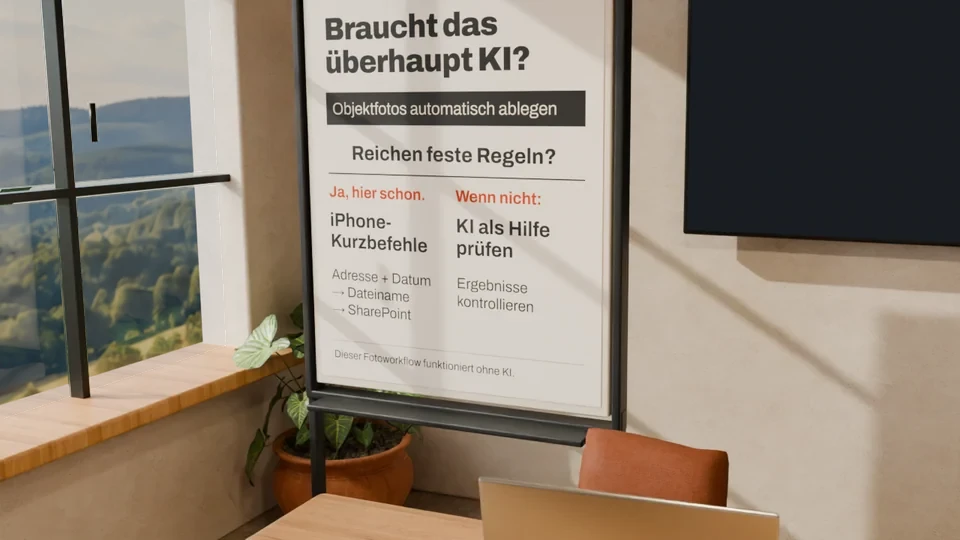 Braucht das
überhaupt KI?
Objektfotos automatisch ablegen
Reichen feste Regeln?
Ja, hier schon.
iPhone-
Kurzbefehle
Adresse + Datum
→ Dateiname
→ SharePoint
Wenn nicht:
KI als Hilfe
prüfen
Ergebnisse
kontrollieren
Dieser Fotoworkflow funktioniert ohne KI.